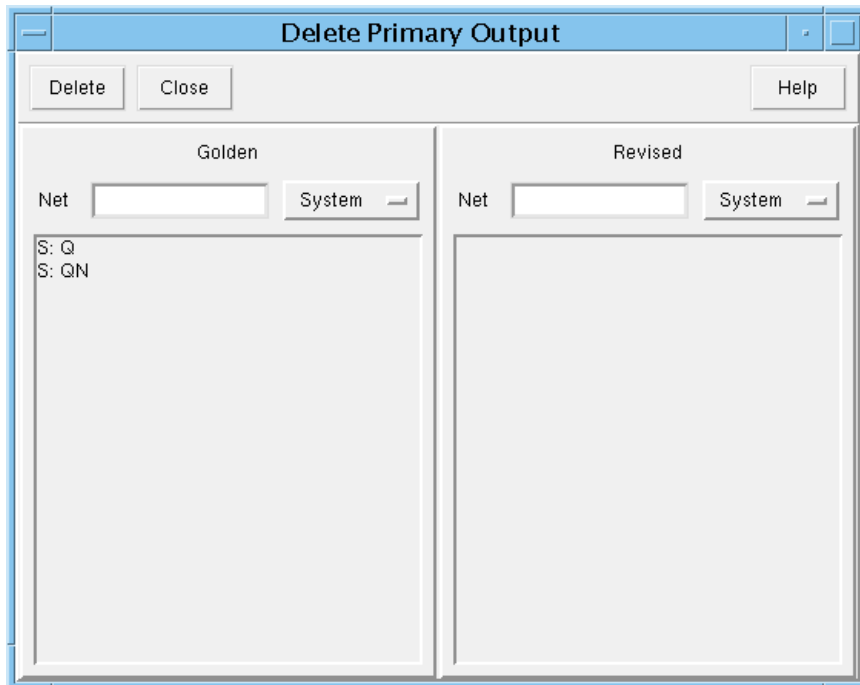 Delete Primary Output
Delete Close Help
Golden
Net System
S: Q
S: QN
Revised
Net System